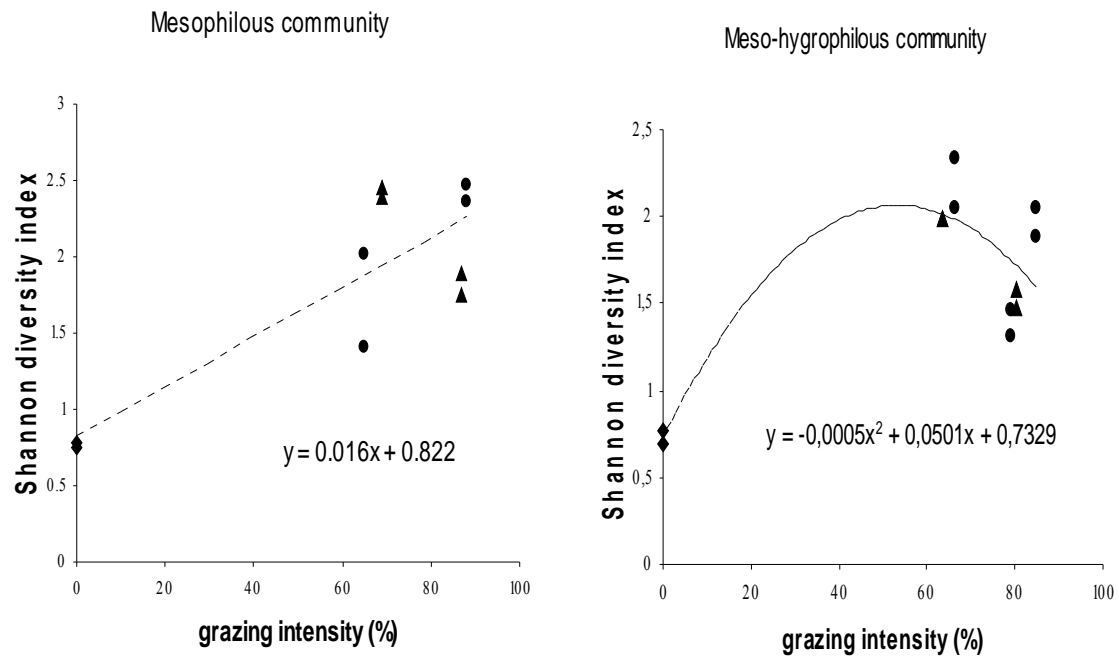 Mesophilous community
Shannon diversity index
3
2.5
2
1.5
1
0.5
0
y = 0.016x + 0.822
0 20 40 60 80 100
grazing intensity (%)
Meso-hygrophilous community
Shannon diversity index
2,5
2
1,5
1
0,5
0
y = -0,0005x² + 0,0501x + 0,7329
0 20 40 60 80 100
grazing intensity (%)